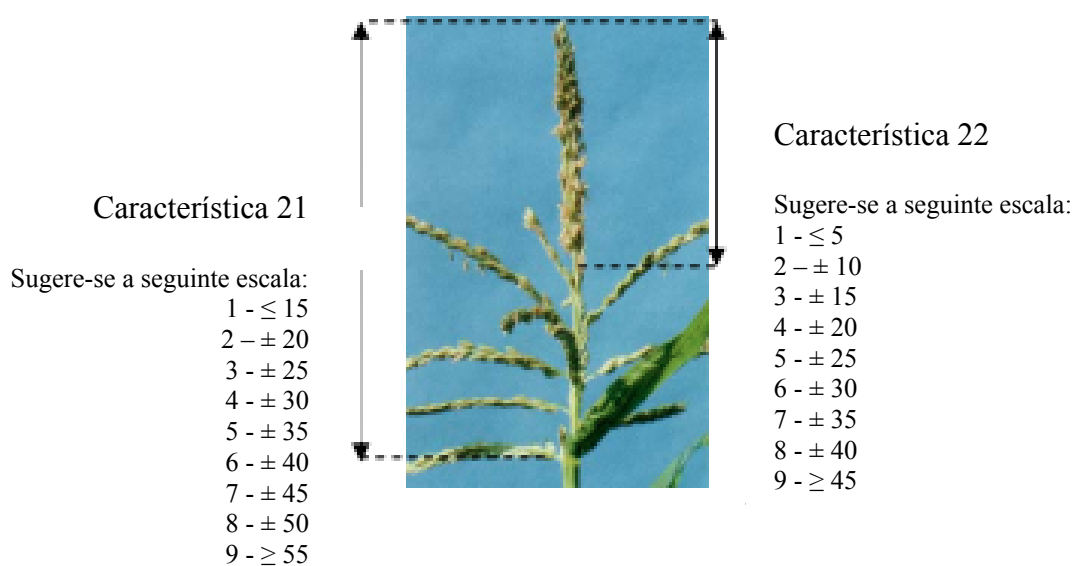 Característica 21
Sugere-se a seguinte escala:
1 - ≤ 15
2 – ± 20
3 - ± 25
4 - ± 30
5 - ± 35
6 - ± 40
7 - ± 45
8 - ± 50
9 - ≥ 55
Característica 22
Sugere-se a seguinte escala:
1 - ≤ 5
2 – ± 10
3 - ± 15
4 - ± 20
5 - ± 25
6 - ± 30
7 - ± 35
8 - ± 40
9 - ≥ 45